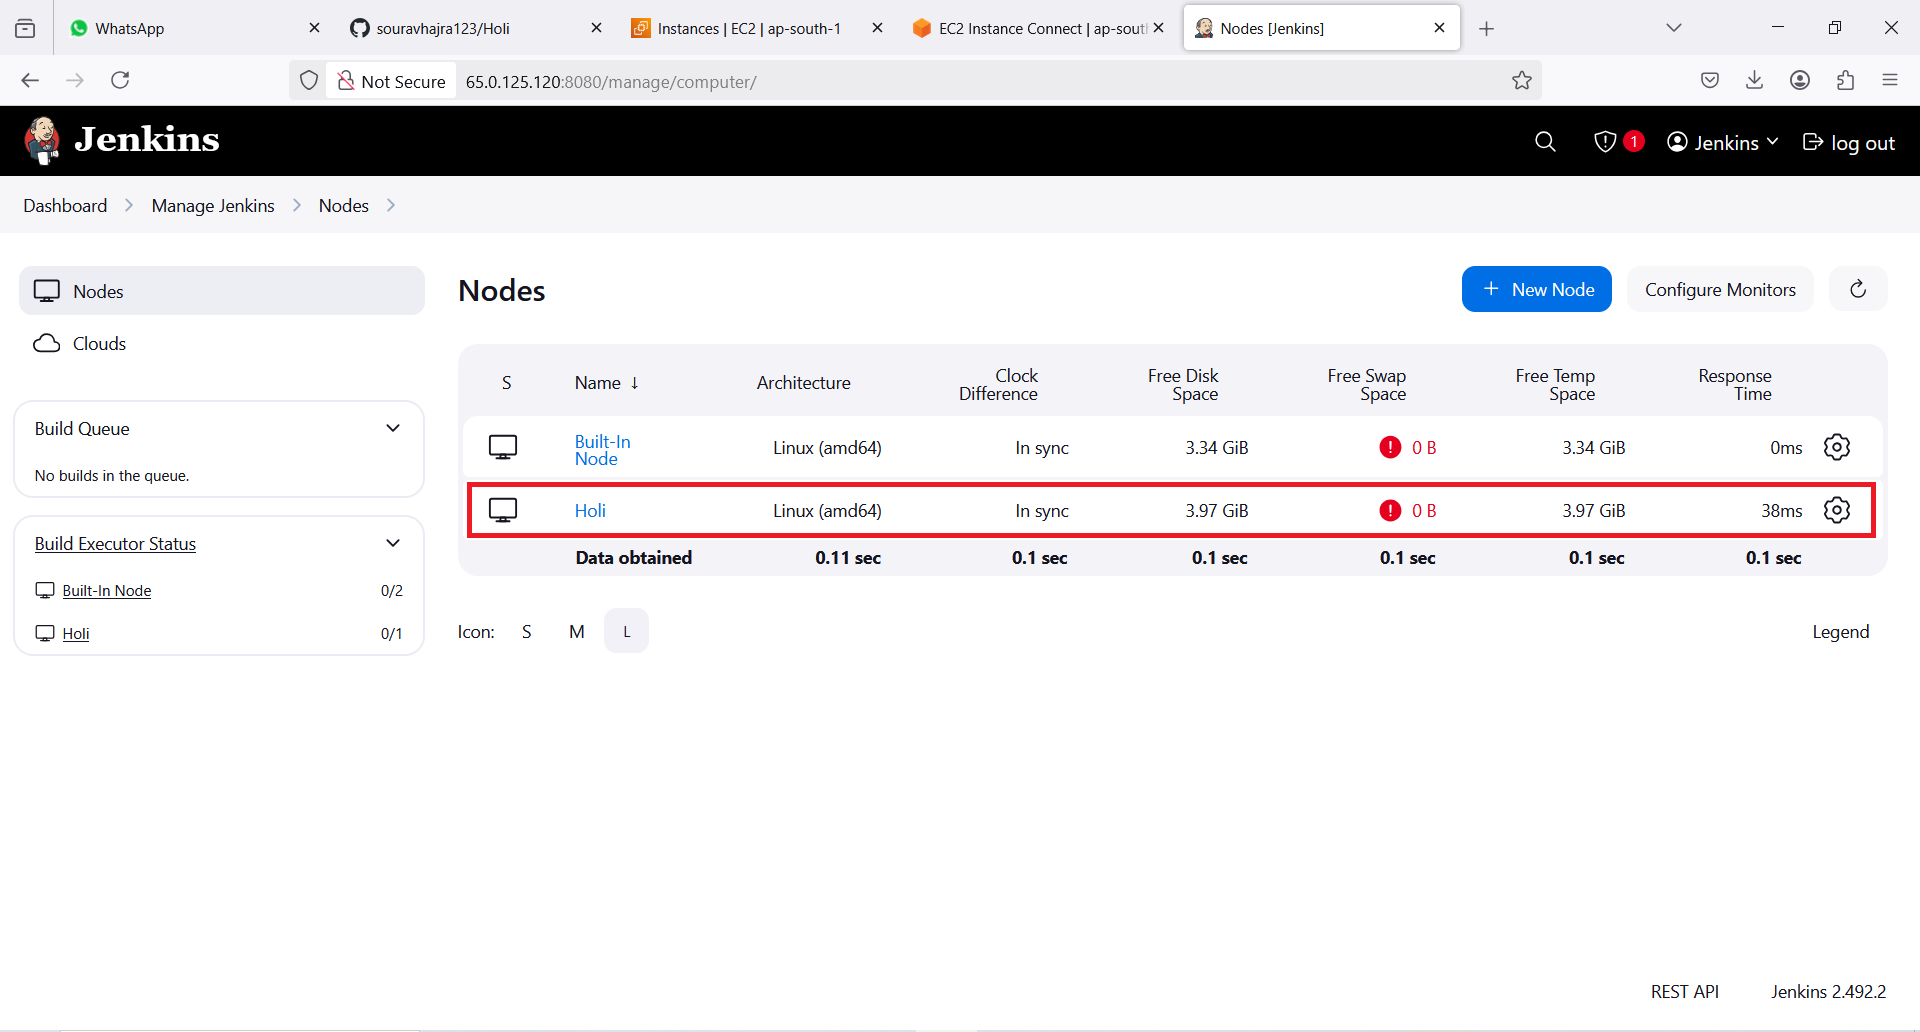 WhatsApp
souravhajra123/Holi
Instances | EC2 | ap-south-1
EC2 Instance Connect | ap-sout
Nodes [Jenkins]
Not Secure
65.0.125.120:8080/manage/computer/
Jenkins
1
Jenkins
log out
Dashboard
Manage Jenkins
Nodes
Nodes
Clouds
Build Queue
No builds in the queue.
Build Executor Status
Built-In Node 0/2
Holi 0/1
Nodes
+ New Node
Configure Monitors
S Name ↓ Architecture Clock Difference Free Disk Space Free Swap Space Free Temp Space Response Time
Built-In Node Linux (amd64) In sync 3.34 GiB 0 B 3.34 GiB 0ms
Holi Linux (amd64) In sync 3.97 GiB 0 B 3.97 GiB 38ms
Data obtained 0.11 sec 0.1 sec 0.1 sec 0.1 sec 0.1 sec 0.1 sec
Icon: S M L
Legend
REST API
Jenkins 2.492.2